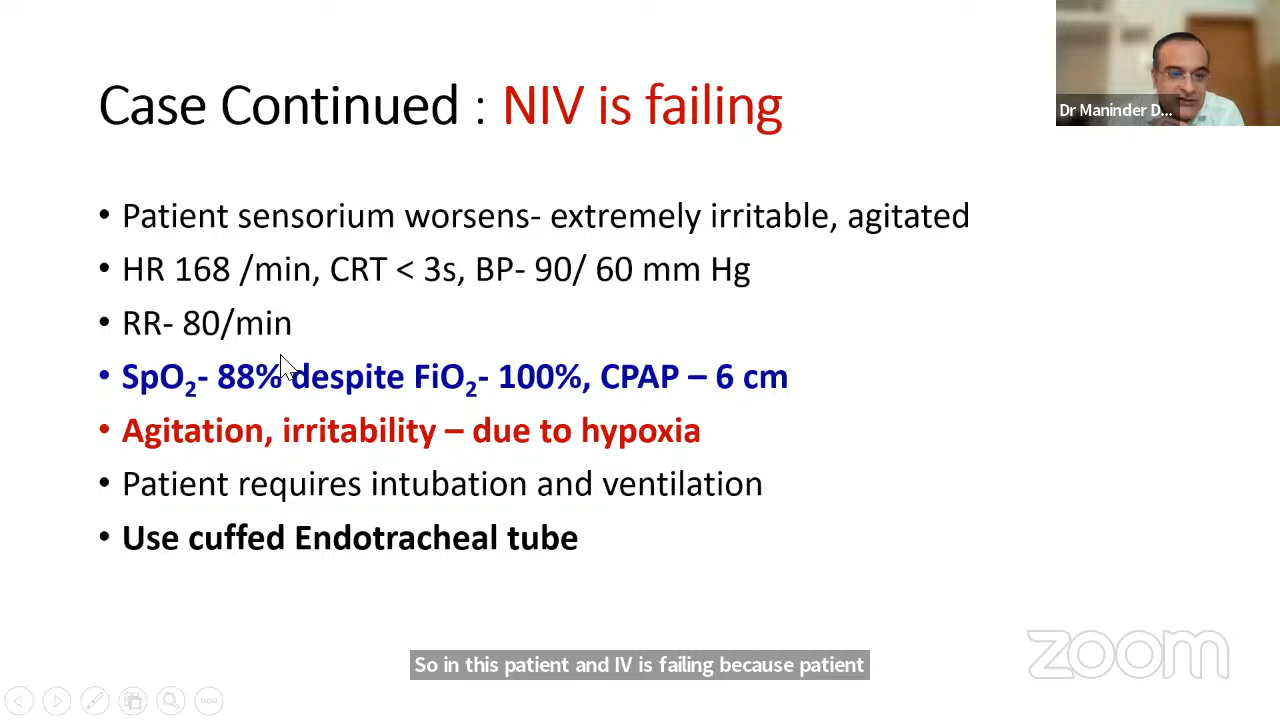 Case Continued : NIV is failing
Dr Maninder D...
• Patient sensorium worsens- extremely irritable, agitated
• HR 168 /min, CRT < 3s, BP- 90/ 60 mm Hg
• RR- 80/min
• SpO2- 88% despite FiO2- 100%, CPAP – 6 cm
• Agitation, irritability – due to hypoxia
• Patient requires intubation and ventilation
• Use cuffed Endotracheal tube
zoom
So in this patient and IV is failing because patient